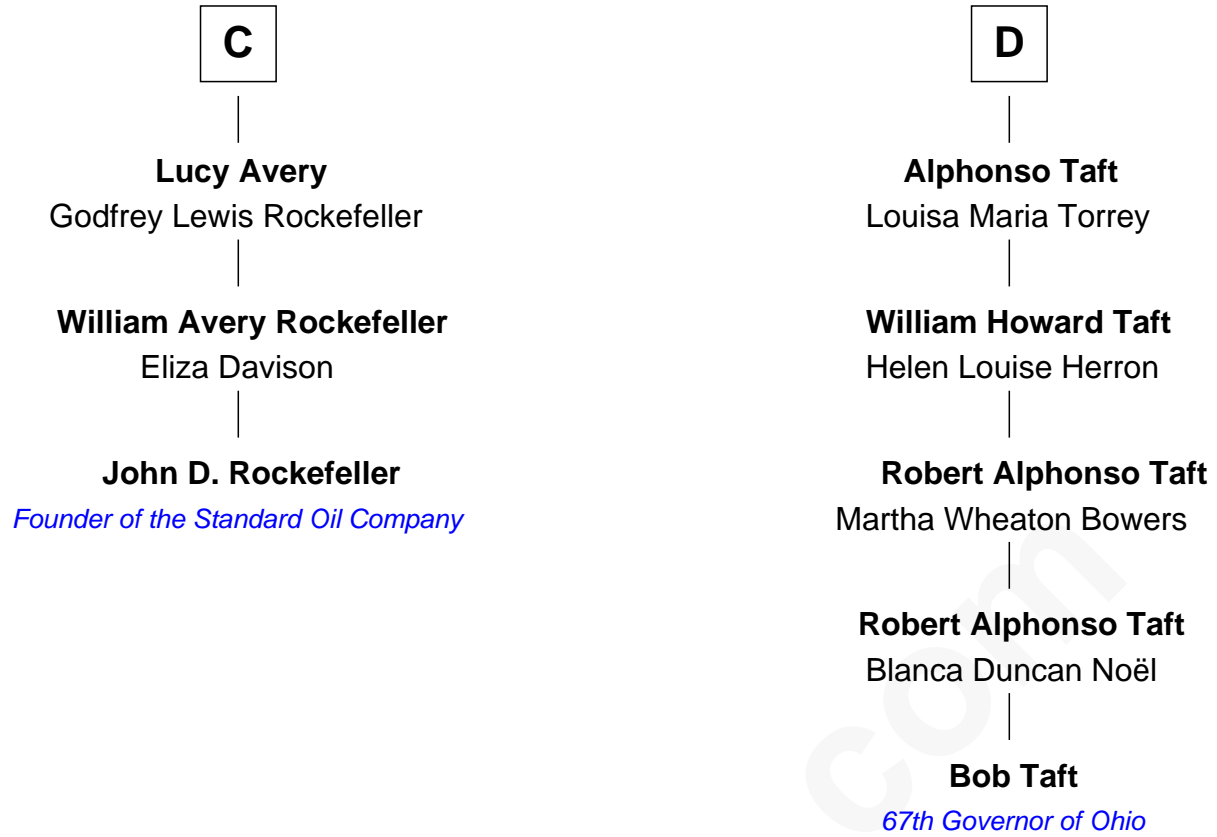 C
Lucy Avery
Godfrey Lewis Rockefeller
William Avery Rockefeller
Eliza Davison
John D. Rockefeller
Founder of the Standard Oil Company
D
Alphonso Taft
Louisa Maria Torrey
William Howard Taft
Helen Louise Herron
Robert Alphonso Taft
Martha Wheaton Bowers
Robert Alphonso Taft
Blanca Duncan Noël
Bob Taft
67th Governor of Ohio
com